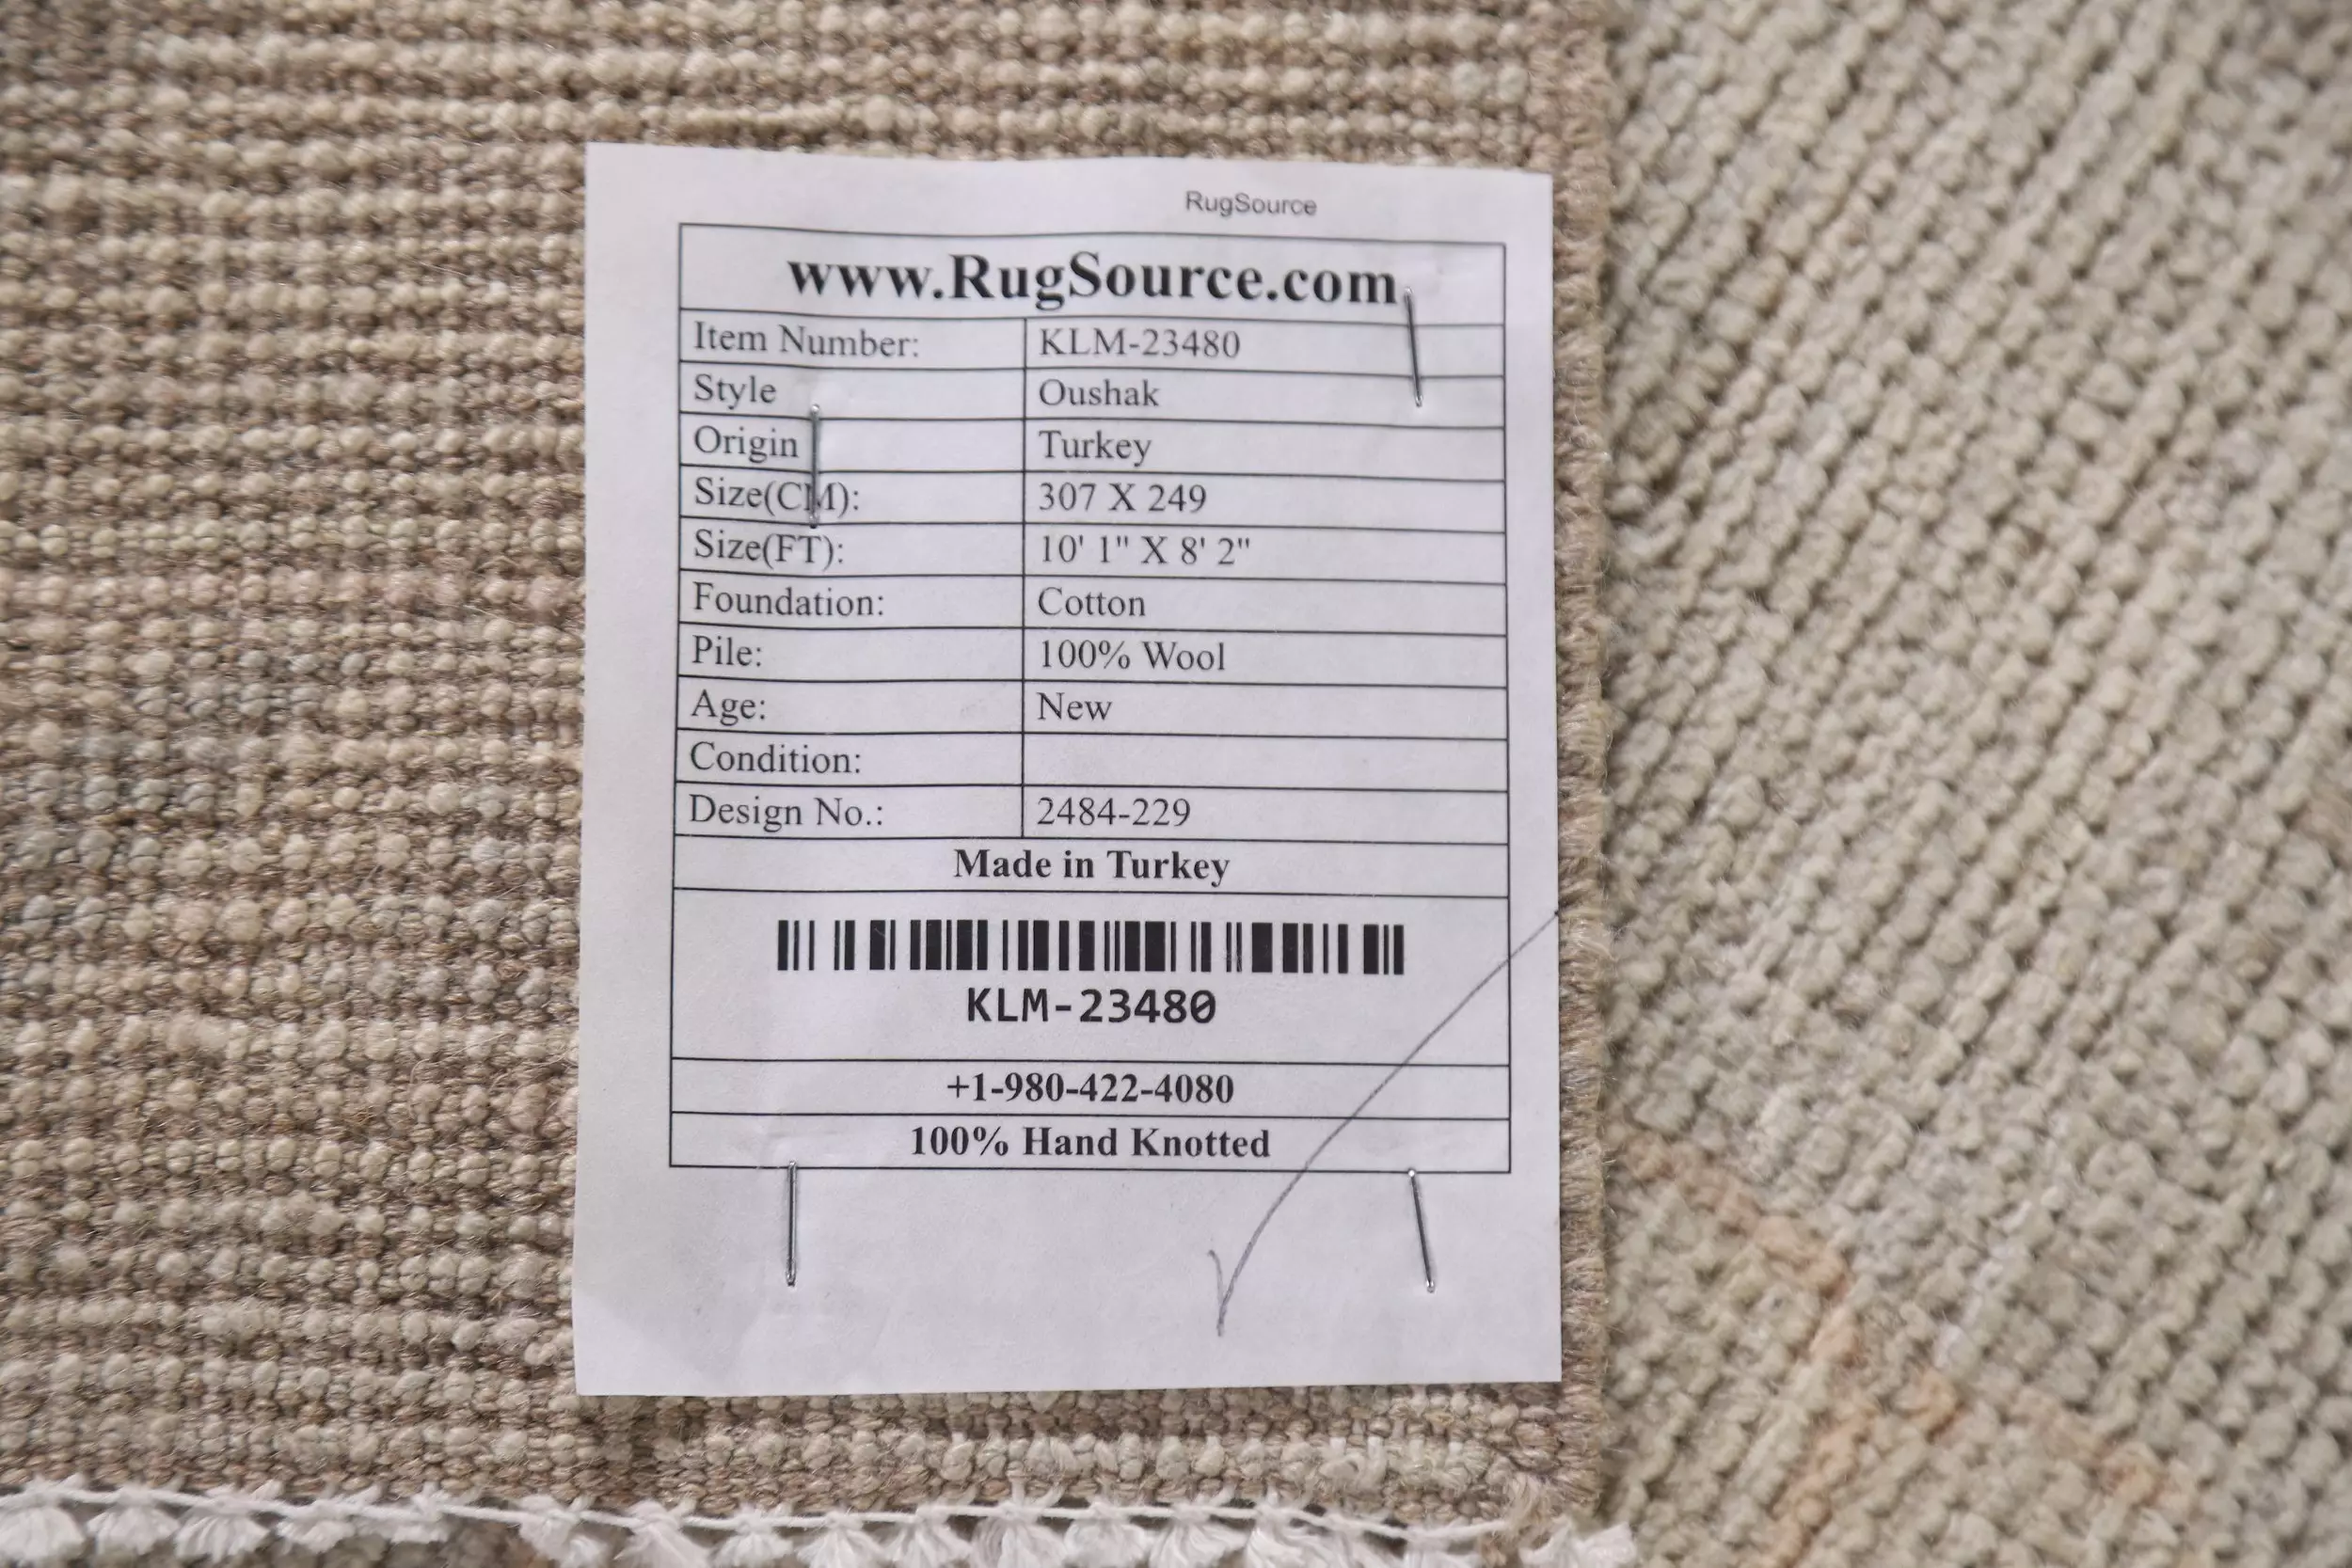 RugSource
www.RugSource.com
Item Number: KLM-23480
Style Oushak
Origin Turkey
Size(CM): 307 X 249
Size(FT): 10' 1" X 8' 2"
Foundation: Cotton
Pile: 100% Wool
Age: New
Condition:
Design No.: 2484-229
Made in Turkey
KLM-23480
+1-980-422-4080
100% Hand Knotted